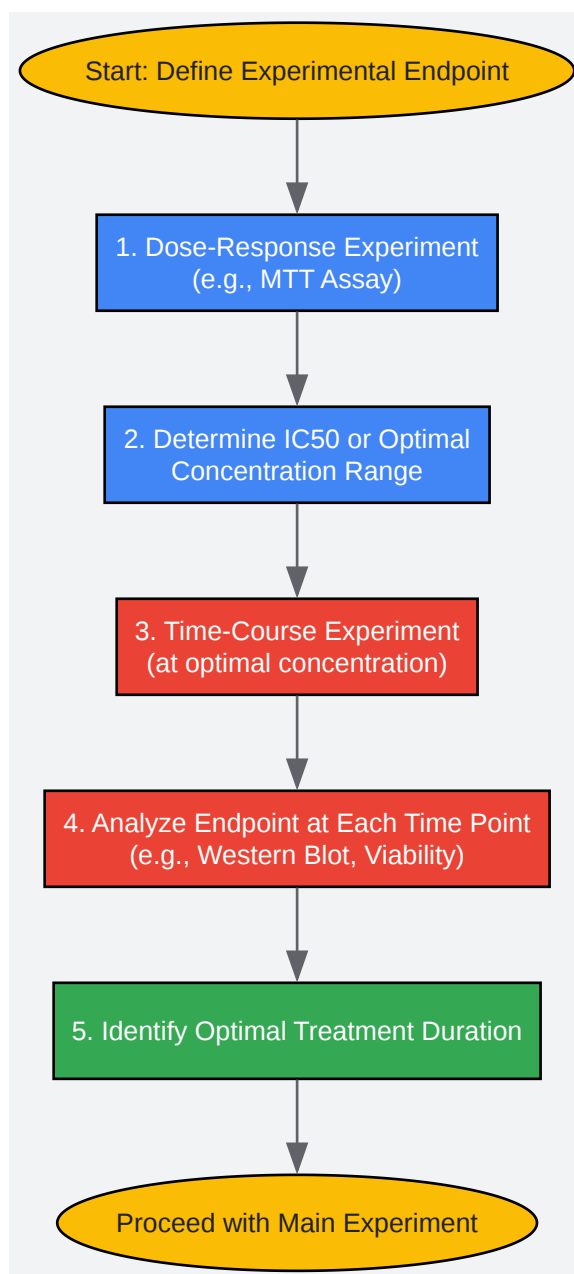 Start: Define Experimental Endpoint
1. Dose-Response Experiment
(e.g., MTT Assay)
2. Determine IC50 or Optimal
Concentration Range
3. Time-Course Experiment
(at optimal concentration)
4. Analyze Endpoint at Each Time Point
(e.g., Western Blot, Viability)
5. Identify Optimal Treatment Duration
Proceed with Main Experiment